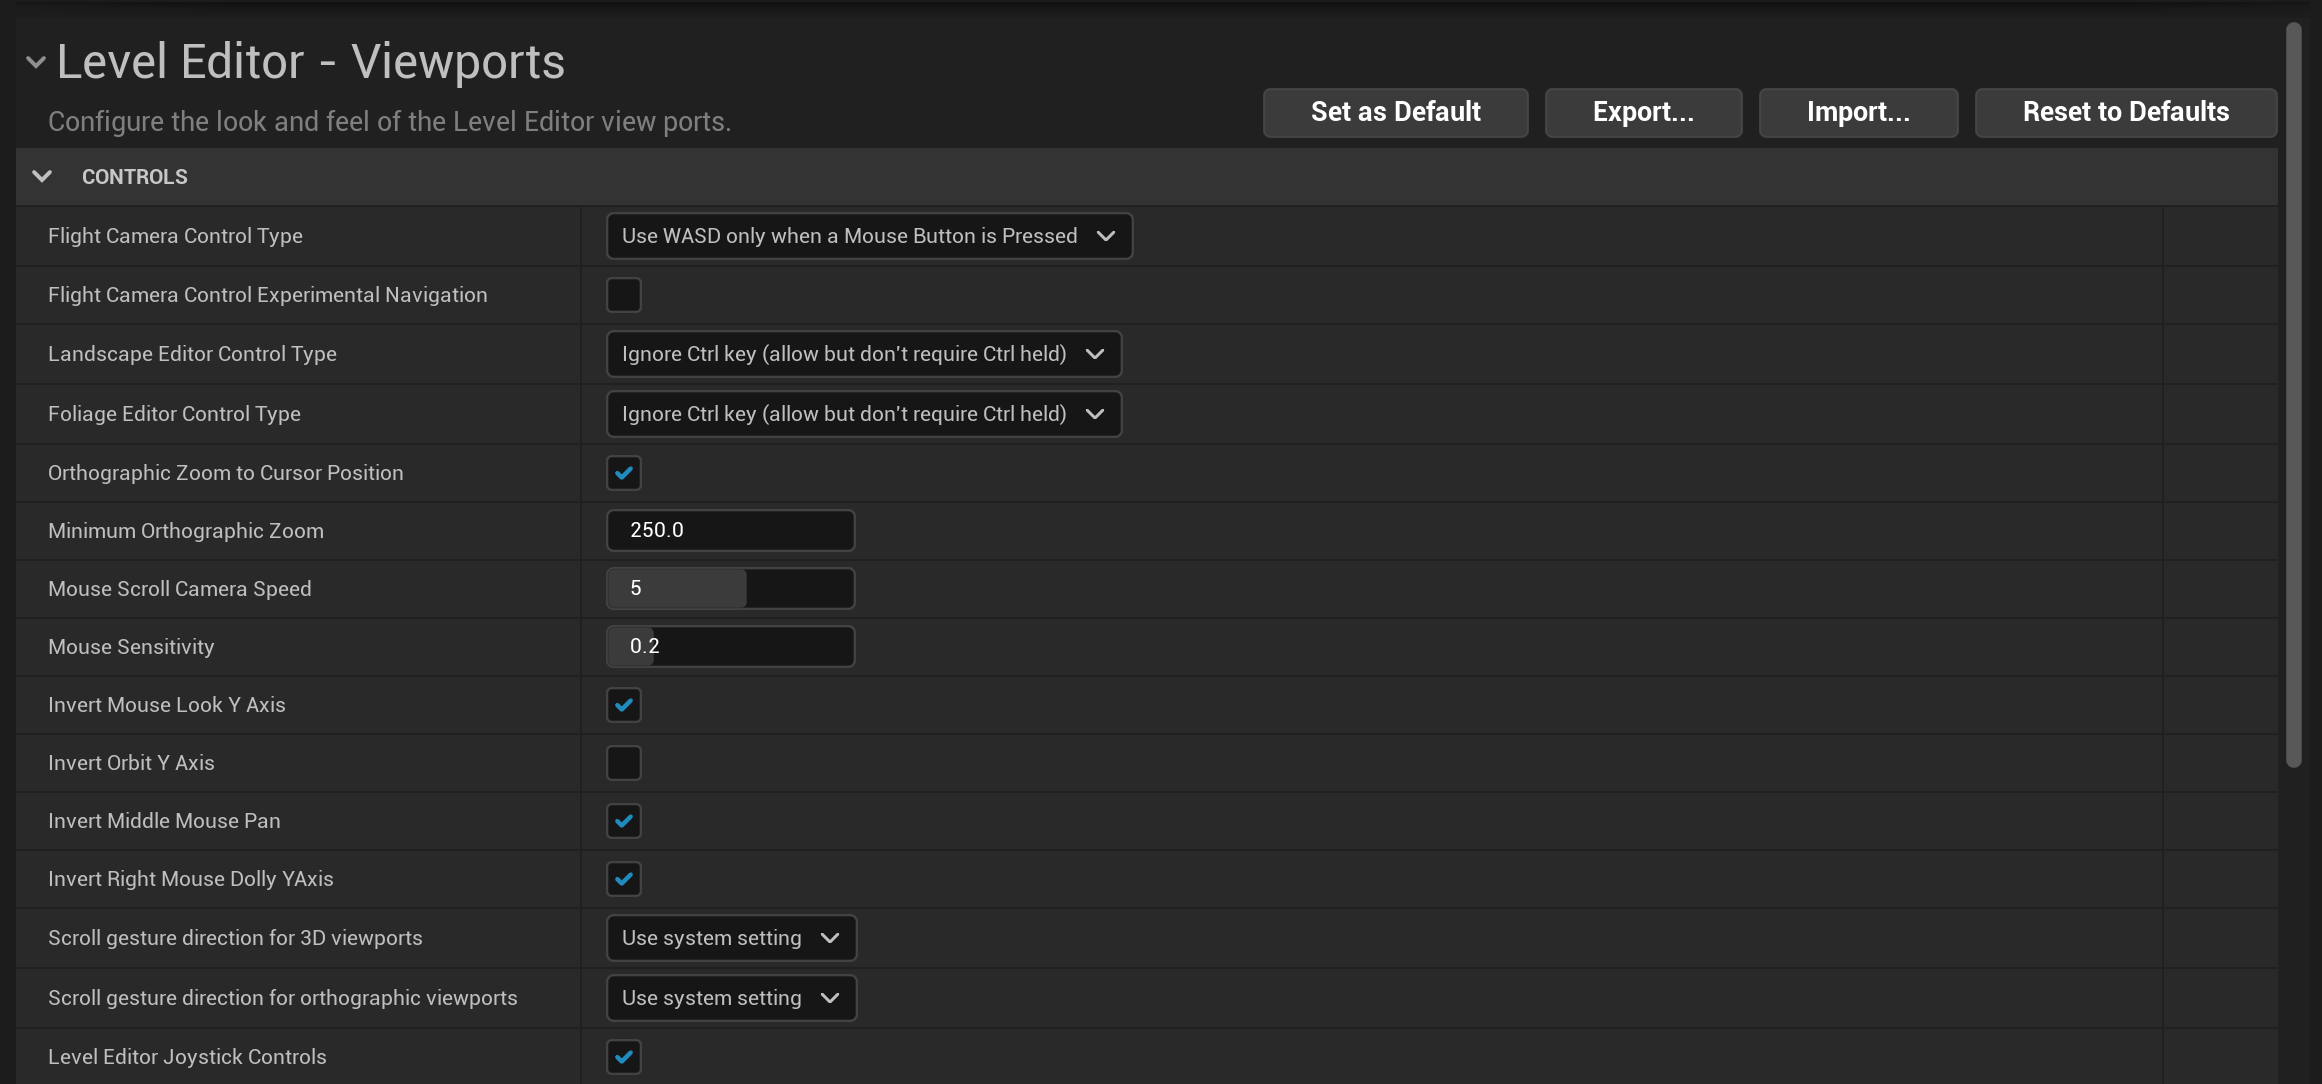 Level Editor - Viewports
Configure the look and feel of the Level Editor view ports.
Set as Default
Export...
Import...
Reset to Defaults
CONTROLS
Flight Camera Control Type
Use WASD only when a Mouse Button is Pressed
Flight Camera Control Experimental Navigation
Landscape Editor Control Type
Ignore Ctrl key (allow but don't require Ctrl held)
Foliage Editor Control Type
Ignore Ctrl key (allow but don't require Ctrl held)
Orthographic Zoom to Cursor Position
Minimum Orthographic Zoom
250.0
Mouse Scroll Camera Speed
5
Mouse Sensitivity
0.2
Invert Mouse Look Y Axis
Invert Orbit Y Axis
Invert Middle Mouse Pan
Invert Right Mouse Dolly YAxis
Scroll gesture direction for 3D viewports
Use system setting
Scroll gesture direction for orthographic viewports
Use system setting
Level Editor Joystick Controls